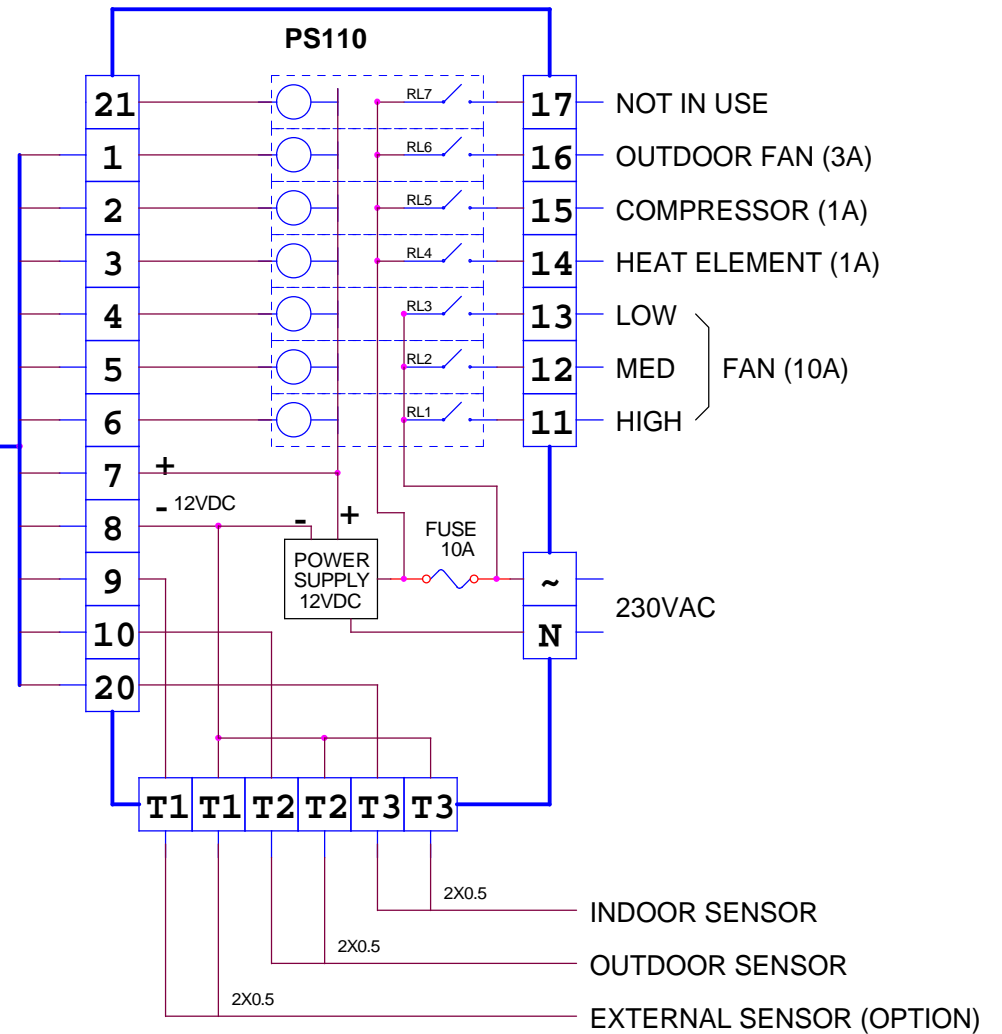 PS110
21 RL7 17 NOT IN USE
1 RL6 16 OUTDOOR FAN (3A)
2 RL5 15 COMPRESSOR (1A)
3 RL4 14 HEAT ELEMENT (1A)
4 RL3 13 LOW
5 RL2 12 MED FAN (10A)
6 RL1 11 HIGH
7 +
8 - 12VDC - +
FUSE
10A
POWER
SUPPLY
12VDC
9 ~
230VAC
10 N
20
T1 T1 T2 T2 T3 T3
2X0.5
INDOOR SENSOR
2X0.5
OUTDOOR SENSOR
2X0.5
EXTERNAL SENSOR (OPTION)